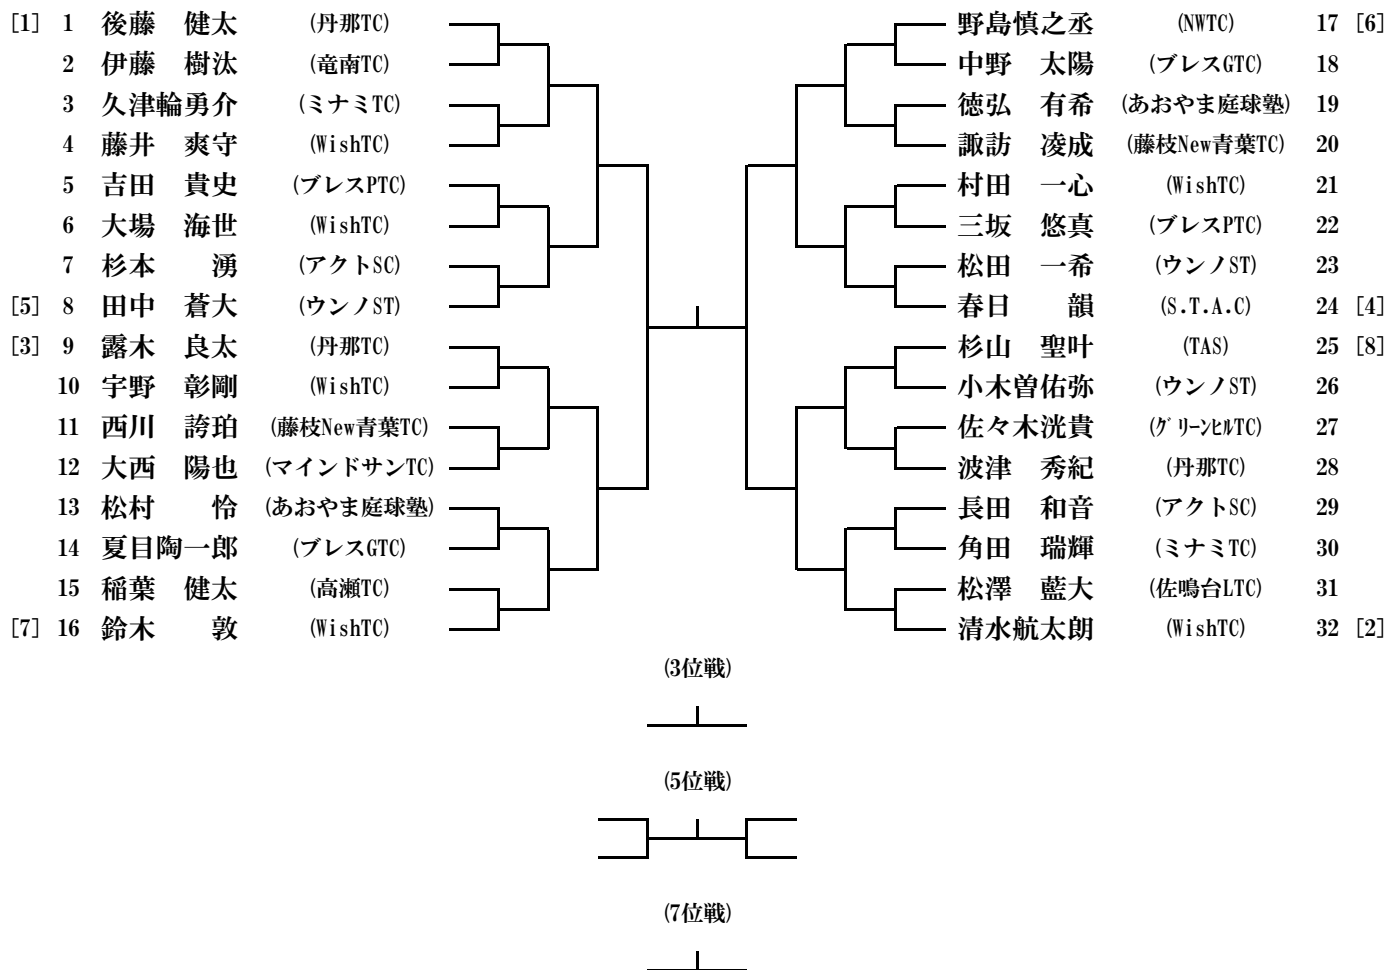 [1] 1 後藤　健太 (丹那TC)
2 伊藤　樹汰 (竜南TC)
3 久津輪勇介 (ミナミTC)
4 藤井　爽守 (WishTC)
5 吉田　貴史 (ブレスPTC)
6 大場　海世 (WishTC)
7 杉本　　湧 (アクトSC)
[5] 8 田中　蒼大 (ウンノST)
[3] 9 露木　良太 (丹那TC)
10 宇野　彰剛 (WishTC)
11 西川　誇珀 (藤枝New青葉TC)
12 大西　陽也 (マインドサンTC)
13 松村　　怜 (あおやま庭球塾)
14 夏目陶一郎 (ブレスGTC)
15 稲葉　健太 (高瀬TC)
[7] 16 鈴木　　敦 (WishTC)
野島慎之丞 (NWTC) 17 [6]
中野　太陽 (ブレスGTC) 18
徳弘　有希 (あおやま庭球塾) 19
諏訪　凌成 (藤枝New青葉TC) 20
村田　一心 (WishTC) 21
三坂　悠真 (ブレスPTC) 22
松田　一希 (ウンノST) 23
春日　　韻 (S.T.A.C) 24 [4]
杉山　聖叶 (TAS) 25 [8]
小木曽佑弥 (ウンノST) 26
佐々木洸貴 (ｸﾞﾘｰﾝﾋﾙTC) 27
波津　秀紀 (丹那TC) 28
長田　和音 (アクトSC) 29
角田　瑞輝 (ミナミTC) 30
松澤　藍大 (佐鳴台LTC) 31
清水航太朗 (WishTC) 32 [2]
(3位戦)
(5位戦)
(7位戦)